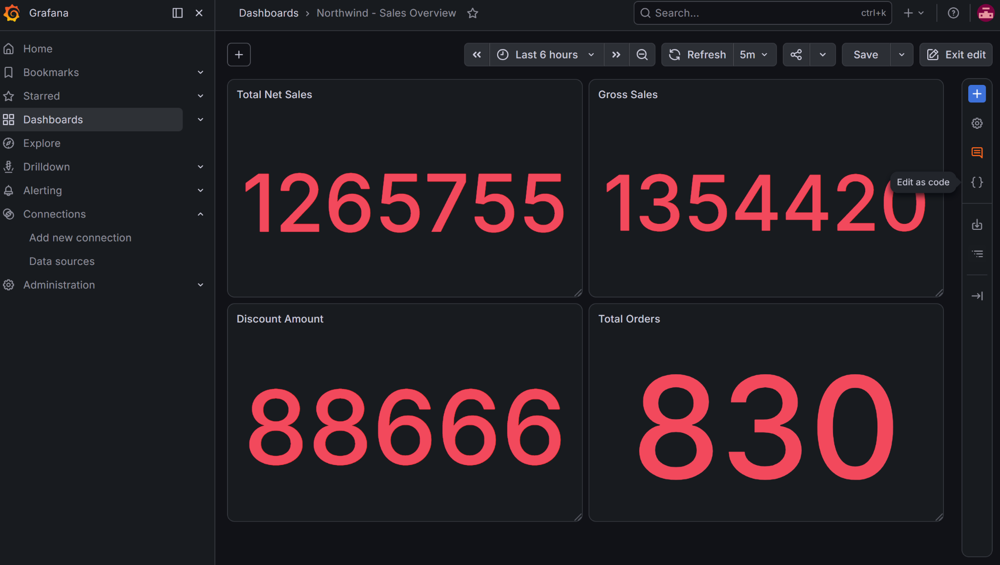 Grafana
Dashboards › Northwind - Sales Overview
Search...
ctrl+k
Home
Bookmarks
Starred
Dashboards
Explore
Drilldown
Alerting
Connections
Add new connection
Data sources
Administration
Last 6 hours
Refresh
5m
Save
Exit edit
Total Net Sales
1265755
Gross Sales
1354420
Edit as code
Discount Amount
88666
Total Orders
830